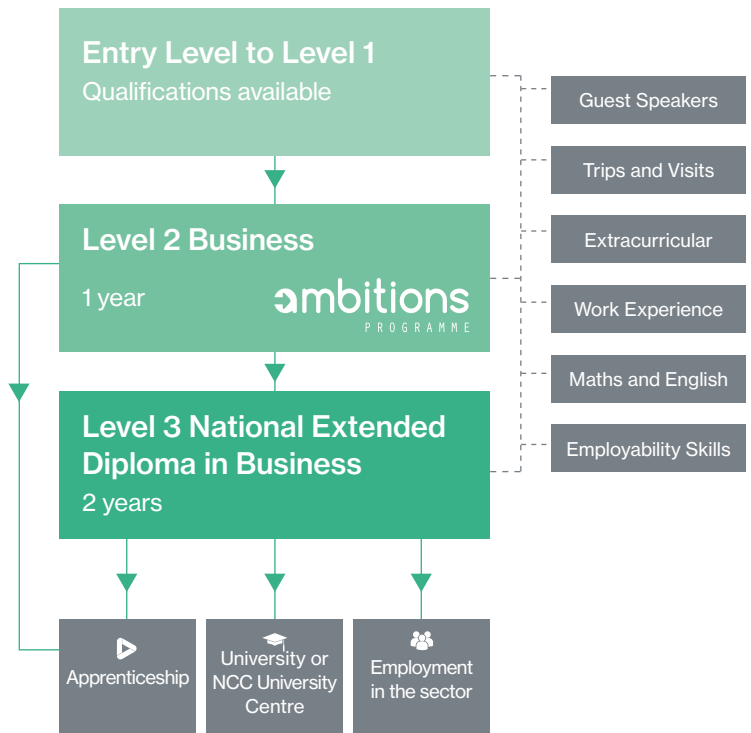 Entry Level to Level 1
Qualifications available
Level 2 Business
1 year
ambitions
PROGRAMME
Level 3 National Extended
Diploma in Business
2 years
Apprenticeship
University or
NCC University
Centre
Employment
in the sector
Guest Speakers
Trips and Visits
Extracurricular
Work Experience
Maths and English
Employability Skills